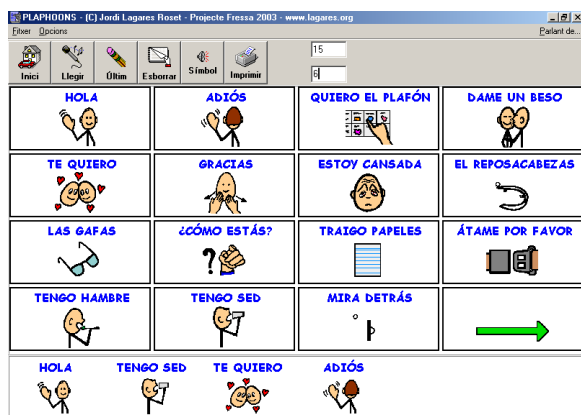 PLAPHOONS - (C) Jordi Lagares Roset - Projecte Fressa 2003 - www.lagares.org
Fitxer Opcions Parlant de...
15
Inici Llegir Últim Esborrar Símbol Imprimir
6
HOLA ADIÓS QUIERO EL PLAFÓN DAME UN BESO
TE QUIERO GRACIAS ESTOY CANSADA EL REPOSACABEZAS
LAS GAFAS ¿CÓMO ESTÁS? TRAIGO PAPELES ÁTAME POR FAVOR
TENGO HAMBRE TENGO SED MIRA DETRÁS
HOLA TENGO SED TE QUIERO ADIÓS